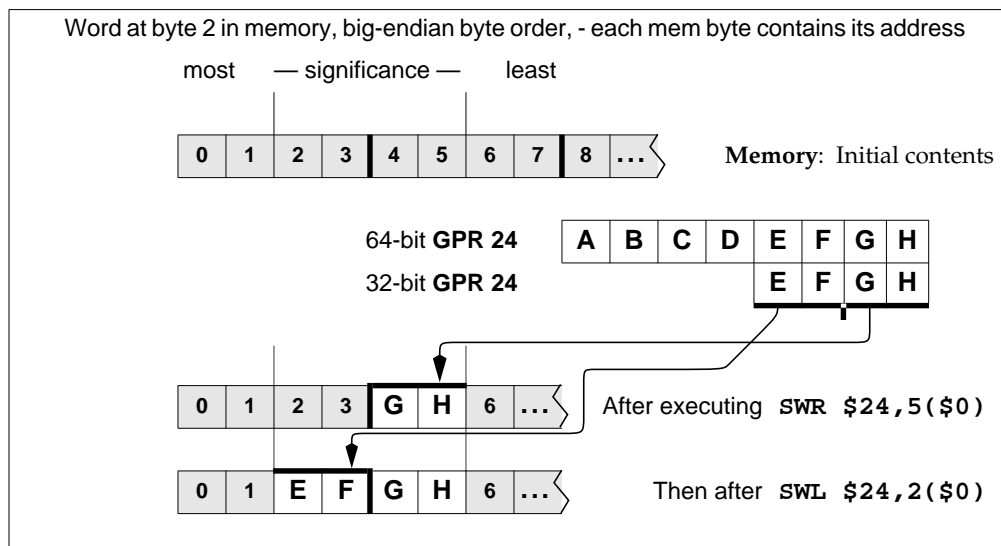 Word at byte 2 in memory, big-endian byte order, - each mem byte contains its address
most — significance — least
0 1 2 3 4 5 6 7 8 ... Memory: Initial contents
64-bit GPR 24 A B C D E F G H
32-bit GPR 24 E F G H
0 1 2 3 G H 6 ... After executing SWR $24,5($0)
0 1 E F G H 6 ... Then after SWL $24,2($0)